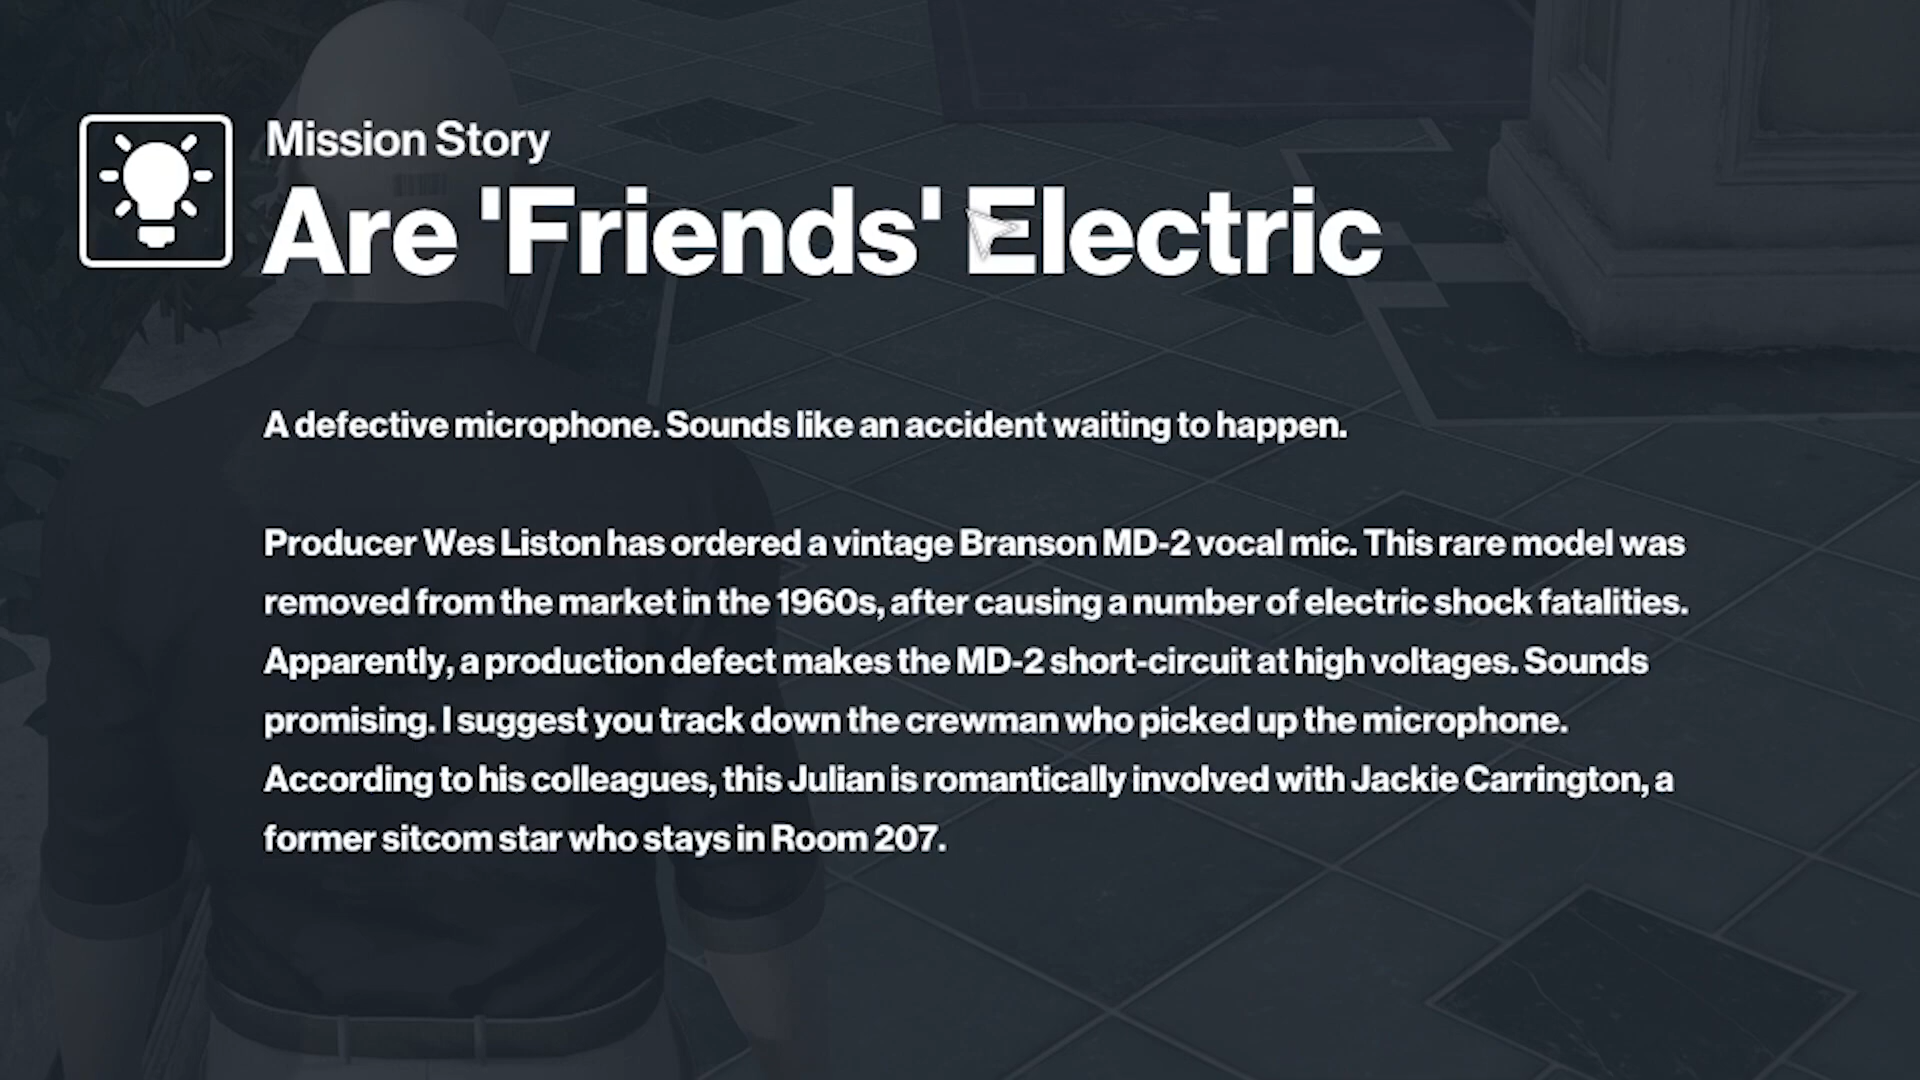 Mission Story
Are 'Friends' Electric
A defective microphone. Sounds like an accident waiting to happen.
Producer Wes Liston has ordered a vintage Branson MD-2 vocal mic. This rare model was
removed from the market in the 1960s, after causing a number of electric shock fatalities.
Apparently, a production defect makes the MD-2 short-circuit at high voltages. Sounds
promising. I suggest you track down the crewman who picked up the microphone.
According to his colleagues, this Julian is romantically involved with Jackie Carrington, a
former sitcom star who stays in Room 207.